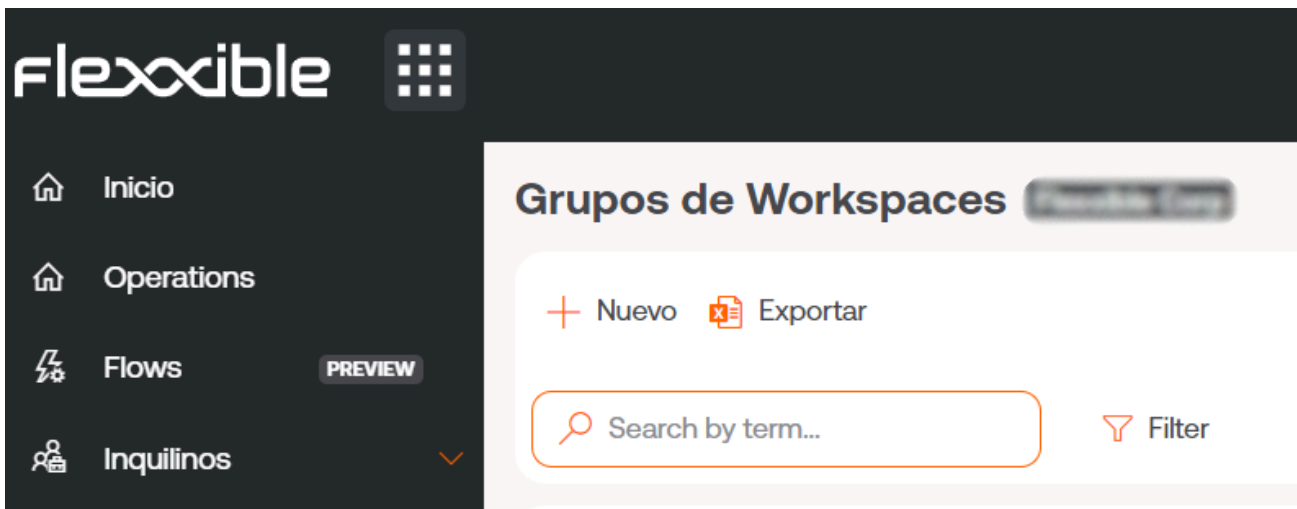 flexxible
Inicio
Operations
Flows PREVIEW
Inquilinos
Grupos de Workspaces
Nuevo Exportar
Search by term... Filter